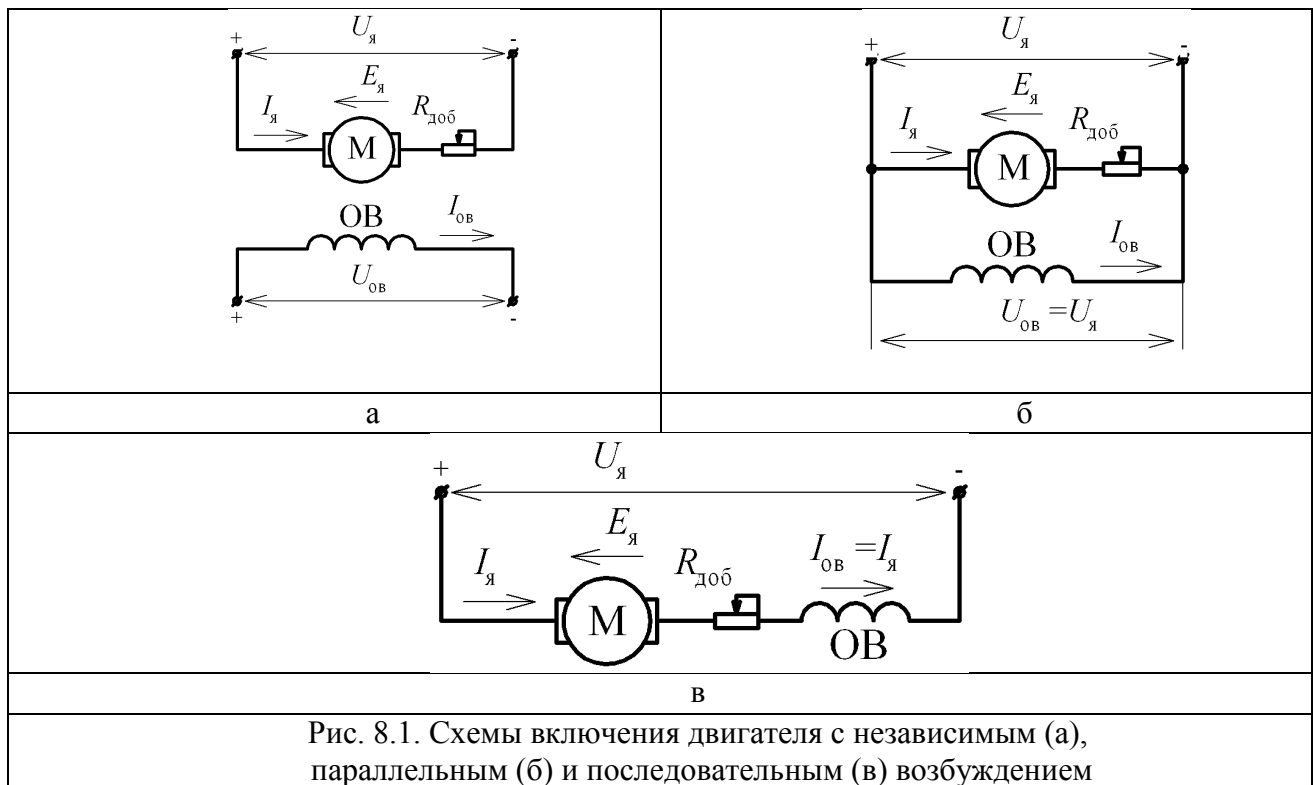 U_я
+ -
E_я
I_я R_доб
М
ОВ I_ов
U_ов
+ -
U_я
+ -
E_я
I_я R_доб
М
ОВ I_ов
U_ов =U_я
а б
U_я
+ -
E_я I_ов =I_я
I_я R_доб
М ОВ
в
Рис. 8.1. Схемы включения двигателя с независимым (а),
параллельным (б) и последовательным (в) возбуждением